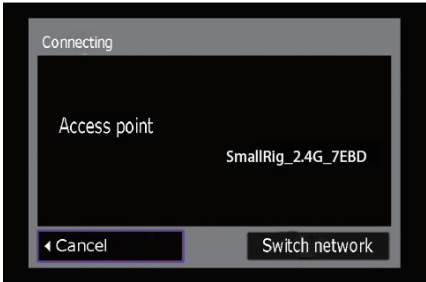 Connecting
Access point
SmallRig_2.4G_7EBD
Cancel
Switch network